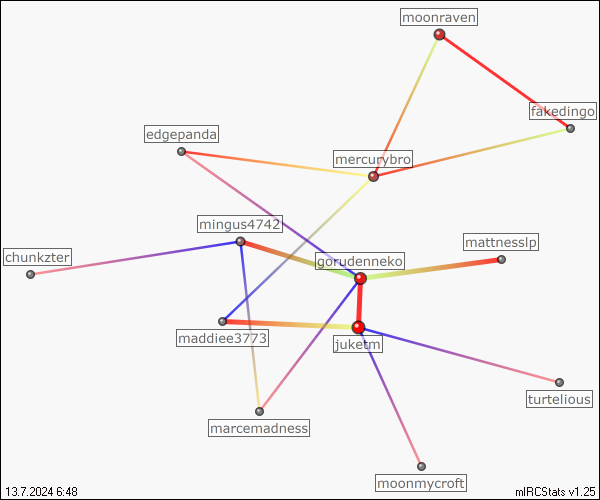 moonraven
fakedingo
edgepanda
mercurybro
mingus4742
mattnesslp
chunkzter
gorudenneko
maddiee3773
juketm
turtelious
marcemadness
moonmycroft
13.7.2024 6:48
mIRCStats v1.25